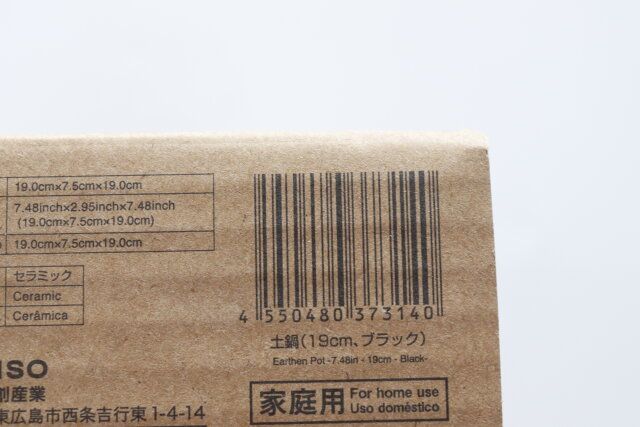 19.0cm×7.5cm×19.0cm
7.48inch×2.95inch×7.48inch
(19.0cm×7.5cm×19.0cm)
19.0cm×7.5cm×19.0cm
セラミック
Ceramic
Cerámica
4 550480 373140
土鍋(19cm、ブラック)
Earthen Pot -7.48in - 19cm - Black-
ISO
創産業
東広島市西条吉行東1-4-14
家庭用
For home use
Uso doméstico